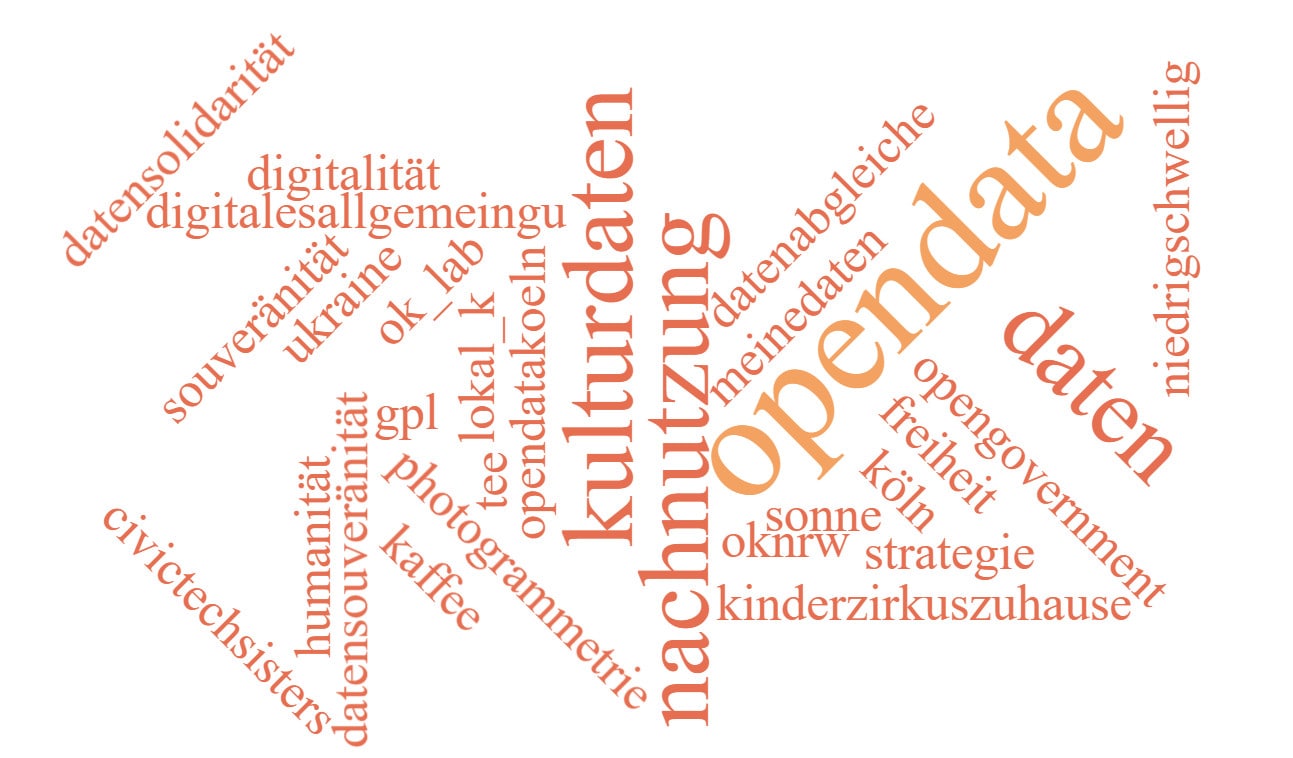 datensolidarität
digitalität
digitalesallgemeingu
souveränität
ukraine
ok_lab
lokal_k
opendatakoeln
kulturdaten
nachnutzung
datenabgleiche
meinedaten
opendata
niedrigschwellig
daten
gpl
tee
photogrammetrie
kaffee
humanität
datensouveränität
civictechsisters
opengovernment
freiheit
köln
sonne
oknrw
strategie
kinderzirkuszuhause